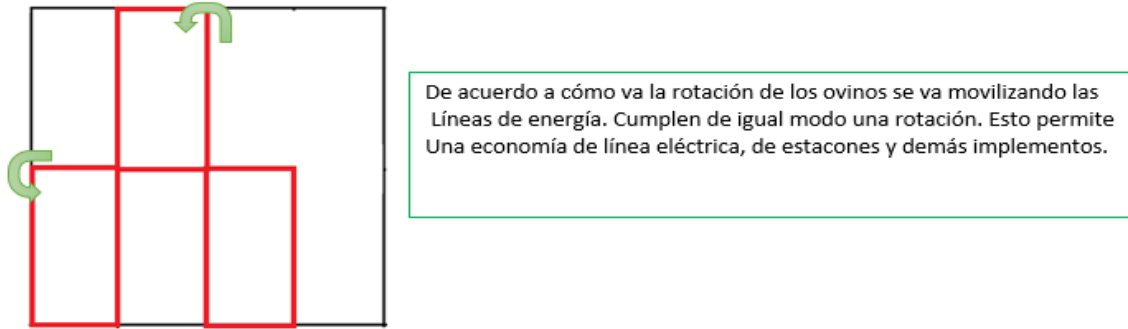 De acuerdo a cómo va la rotación de los ovinos se va movilizando las
Líneas de energía. Cumplen de igual modo una rotación. Esto permite
Una economía de línea eléctrica, de estacones y demás implementos.